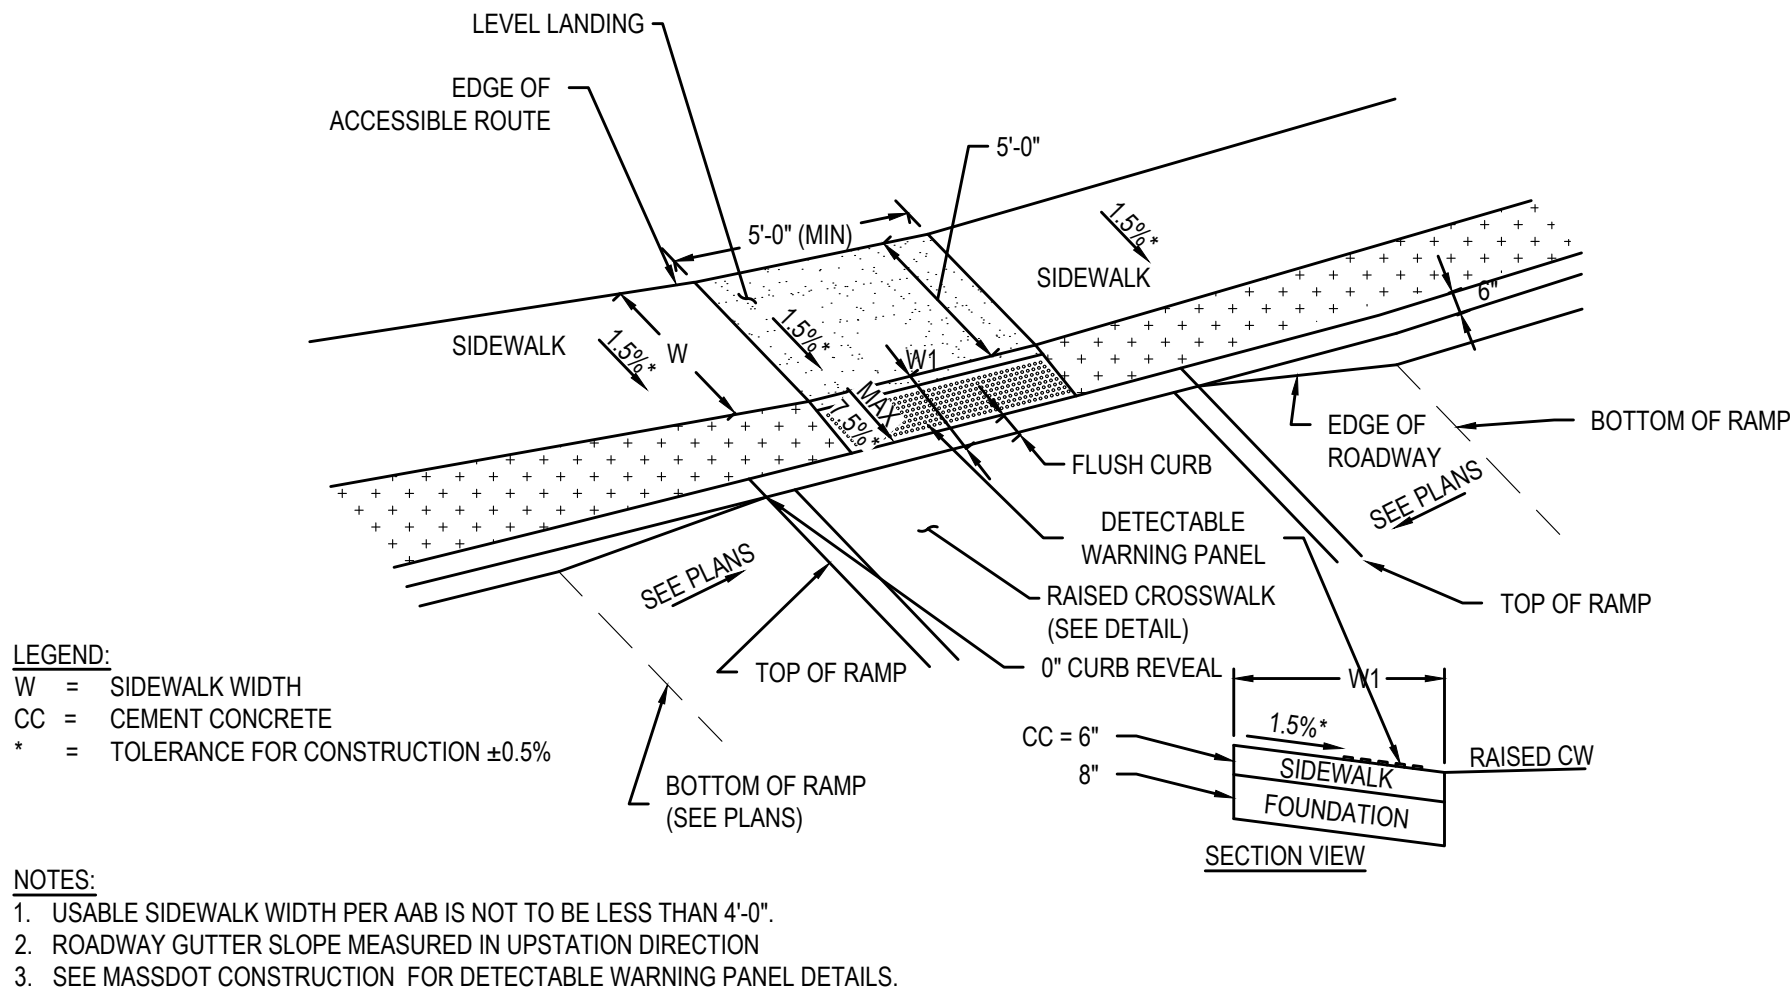 LEVEL LANDING
EDGE OF
ACCESSIBLE ROUTE
5'-0"
5'-0" (MIN)
1.5%*
SIDEWALK
6"
SIDEWALK
1.5%*
W
1.5%*
W1
MAX
7.5%*
EDGE OF
ROADWAY
BOTTOM OF RAMP
FLUSH CURB
SEE PLANS
DETECTABLE
WARNING PANEL
SEE PLANS
RAISED CROSSWALK
(SEE DETAIL)
TOP OF RAMP
TOP OF RAMP
0" CURB REVEAL
BOTTOM OF RAMP
(SEE PLANS)
LEGEND:
W = SIDEWALK WIDTH
CC = CEMENT CONCRETE
* = TOLERANCE FOR CONSTRUCTION ±0.5%
W1
1.5%*
CC = 6"
8"
SIDEWALK
FOUNDATION
RAISED CW
SECTION VIEW
NOTES:
1. USABLE SIDEWALK WIDTH PER AAB IS NOT TO BE LESS THAN 4'-0".
2. ROADWAY GUTTER SLOPE MEASURED IN UPSTATION DIRECTION
3. SEE MASSDOT CONSTRUCTION FOR DETECTABLE WARNING PANEL DETAILS.